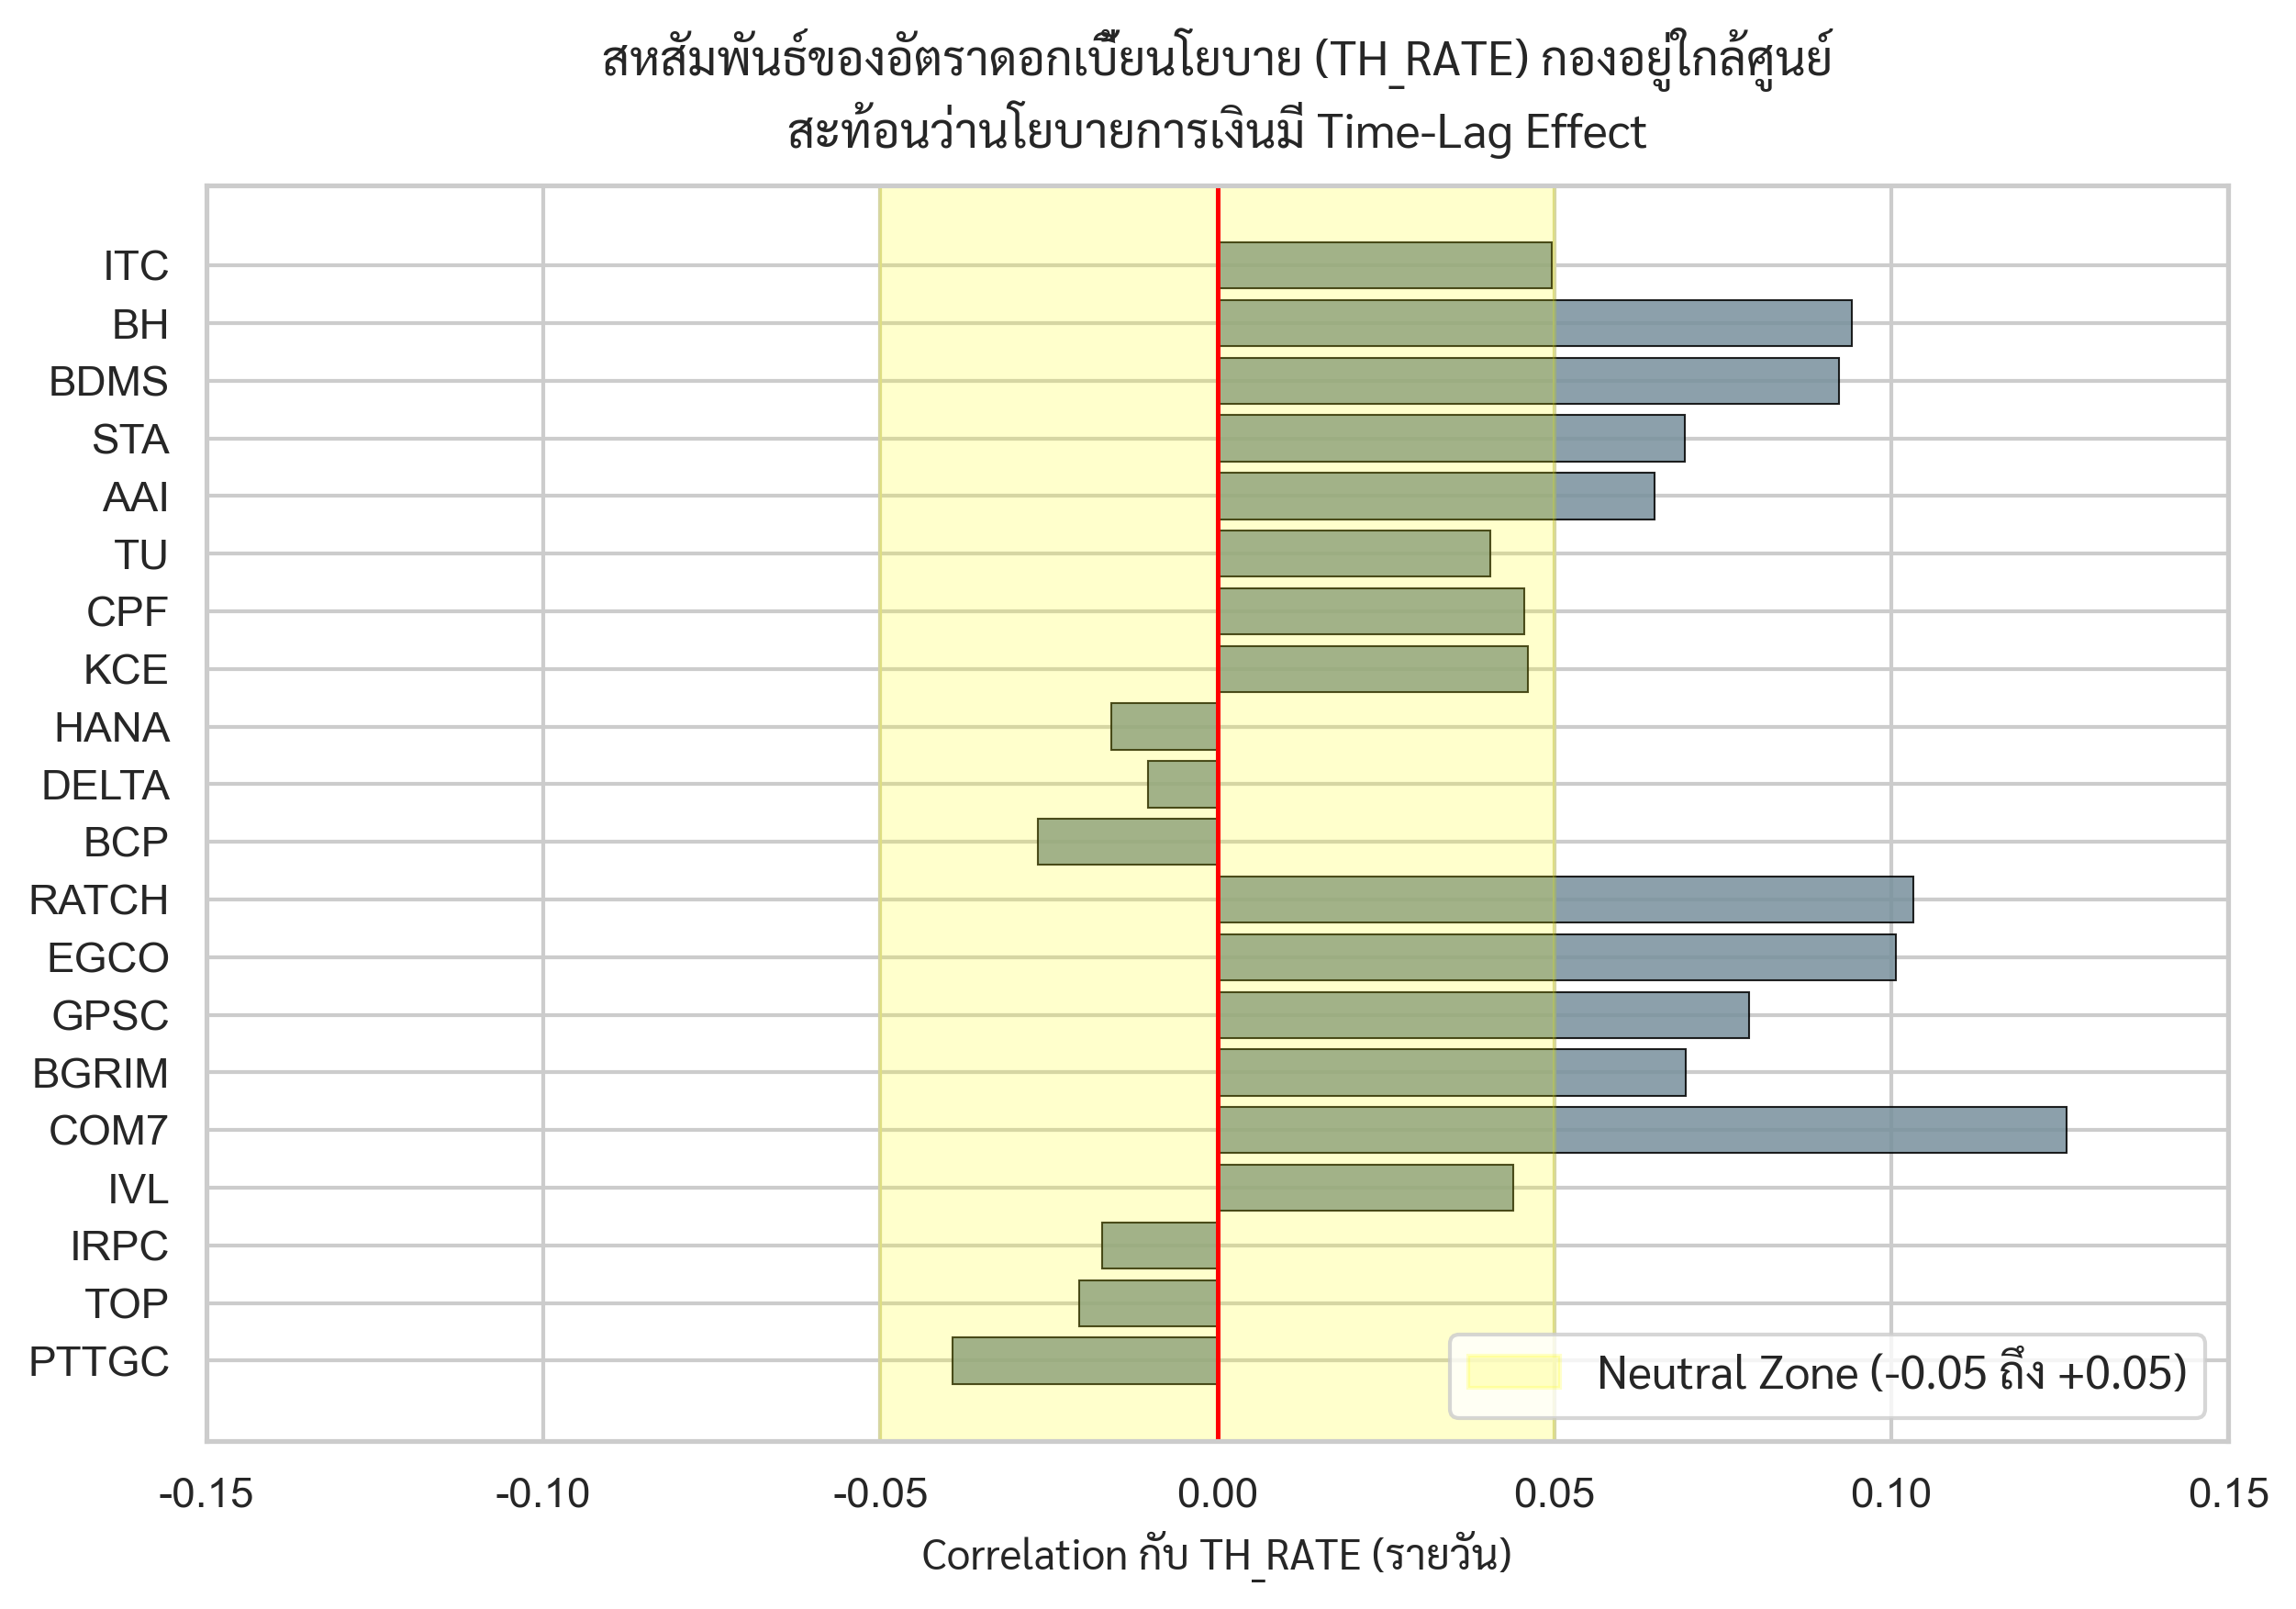 สหสัมพันธ์ของอัตราดอกเบี้ยนโยบาย (TH_RATE) กองอยู่ใกล้ศูนย์
สะท้อนว่านโยบายการเงินมี Time-Lag Effect
ITC
BH
BDMS
STA
AAI
TU
CPF
KCE
HANA
DELTA
BCP
RATCH
EGCO
GPSC
BGRIM
COM7
IVL
IRPC
TOP
PTTGC
Neutral Zone (-0.05 ถึง +0.05)
-0.15 -0.10 -0.05 0.00 0.05 0.10 0.15
Correlation กับ TH_RATE (รายวัน)